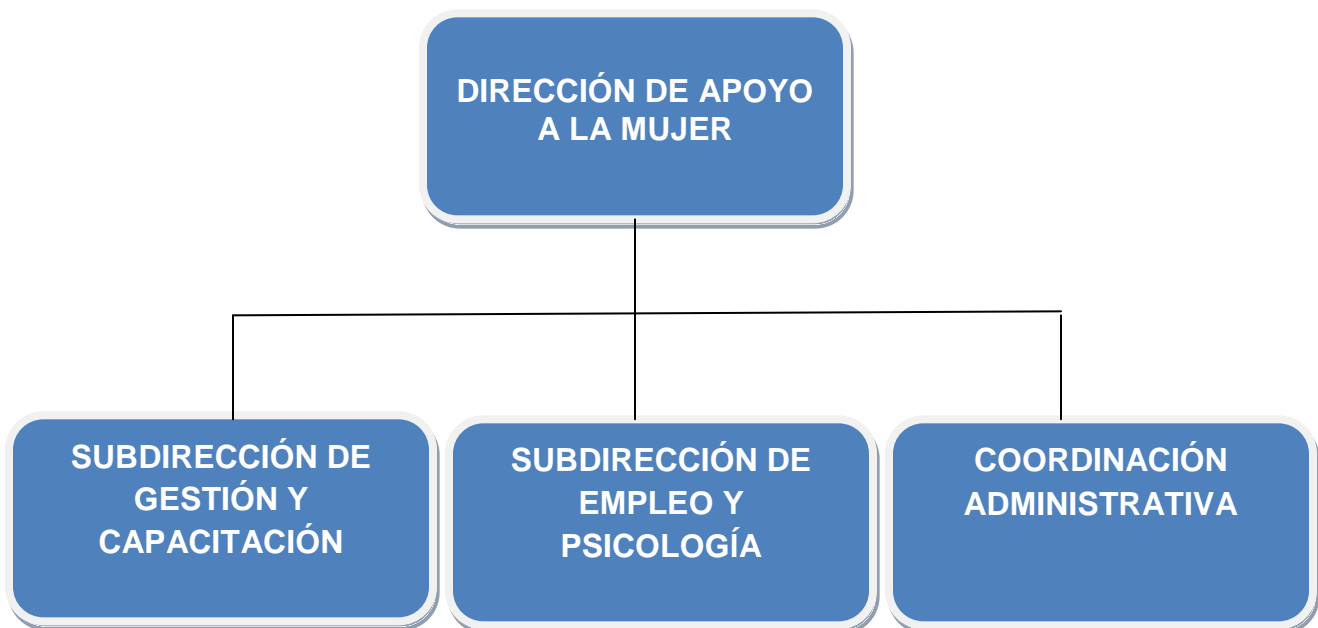 DIRECCIÓN DE APOYO
A LA MUJER
SUBDIRECCIÓN DE
GESTIÓN Y
CAPACITACIÓN
SUBDIRECCIÓN DE
EMPLEO Y
PSICOLOGÍA
COORDINACIÓN
ADMINISTRATIVA